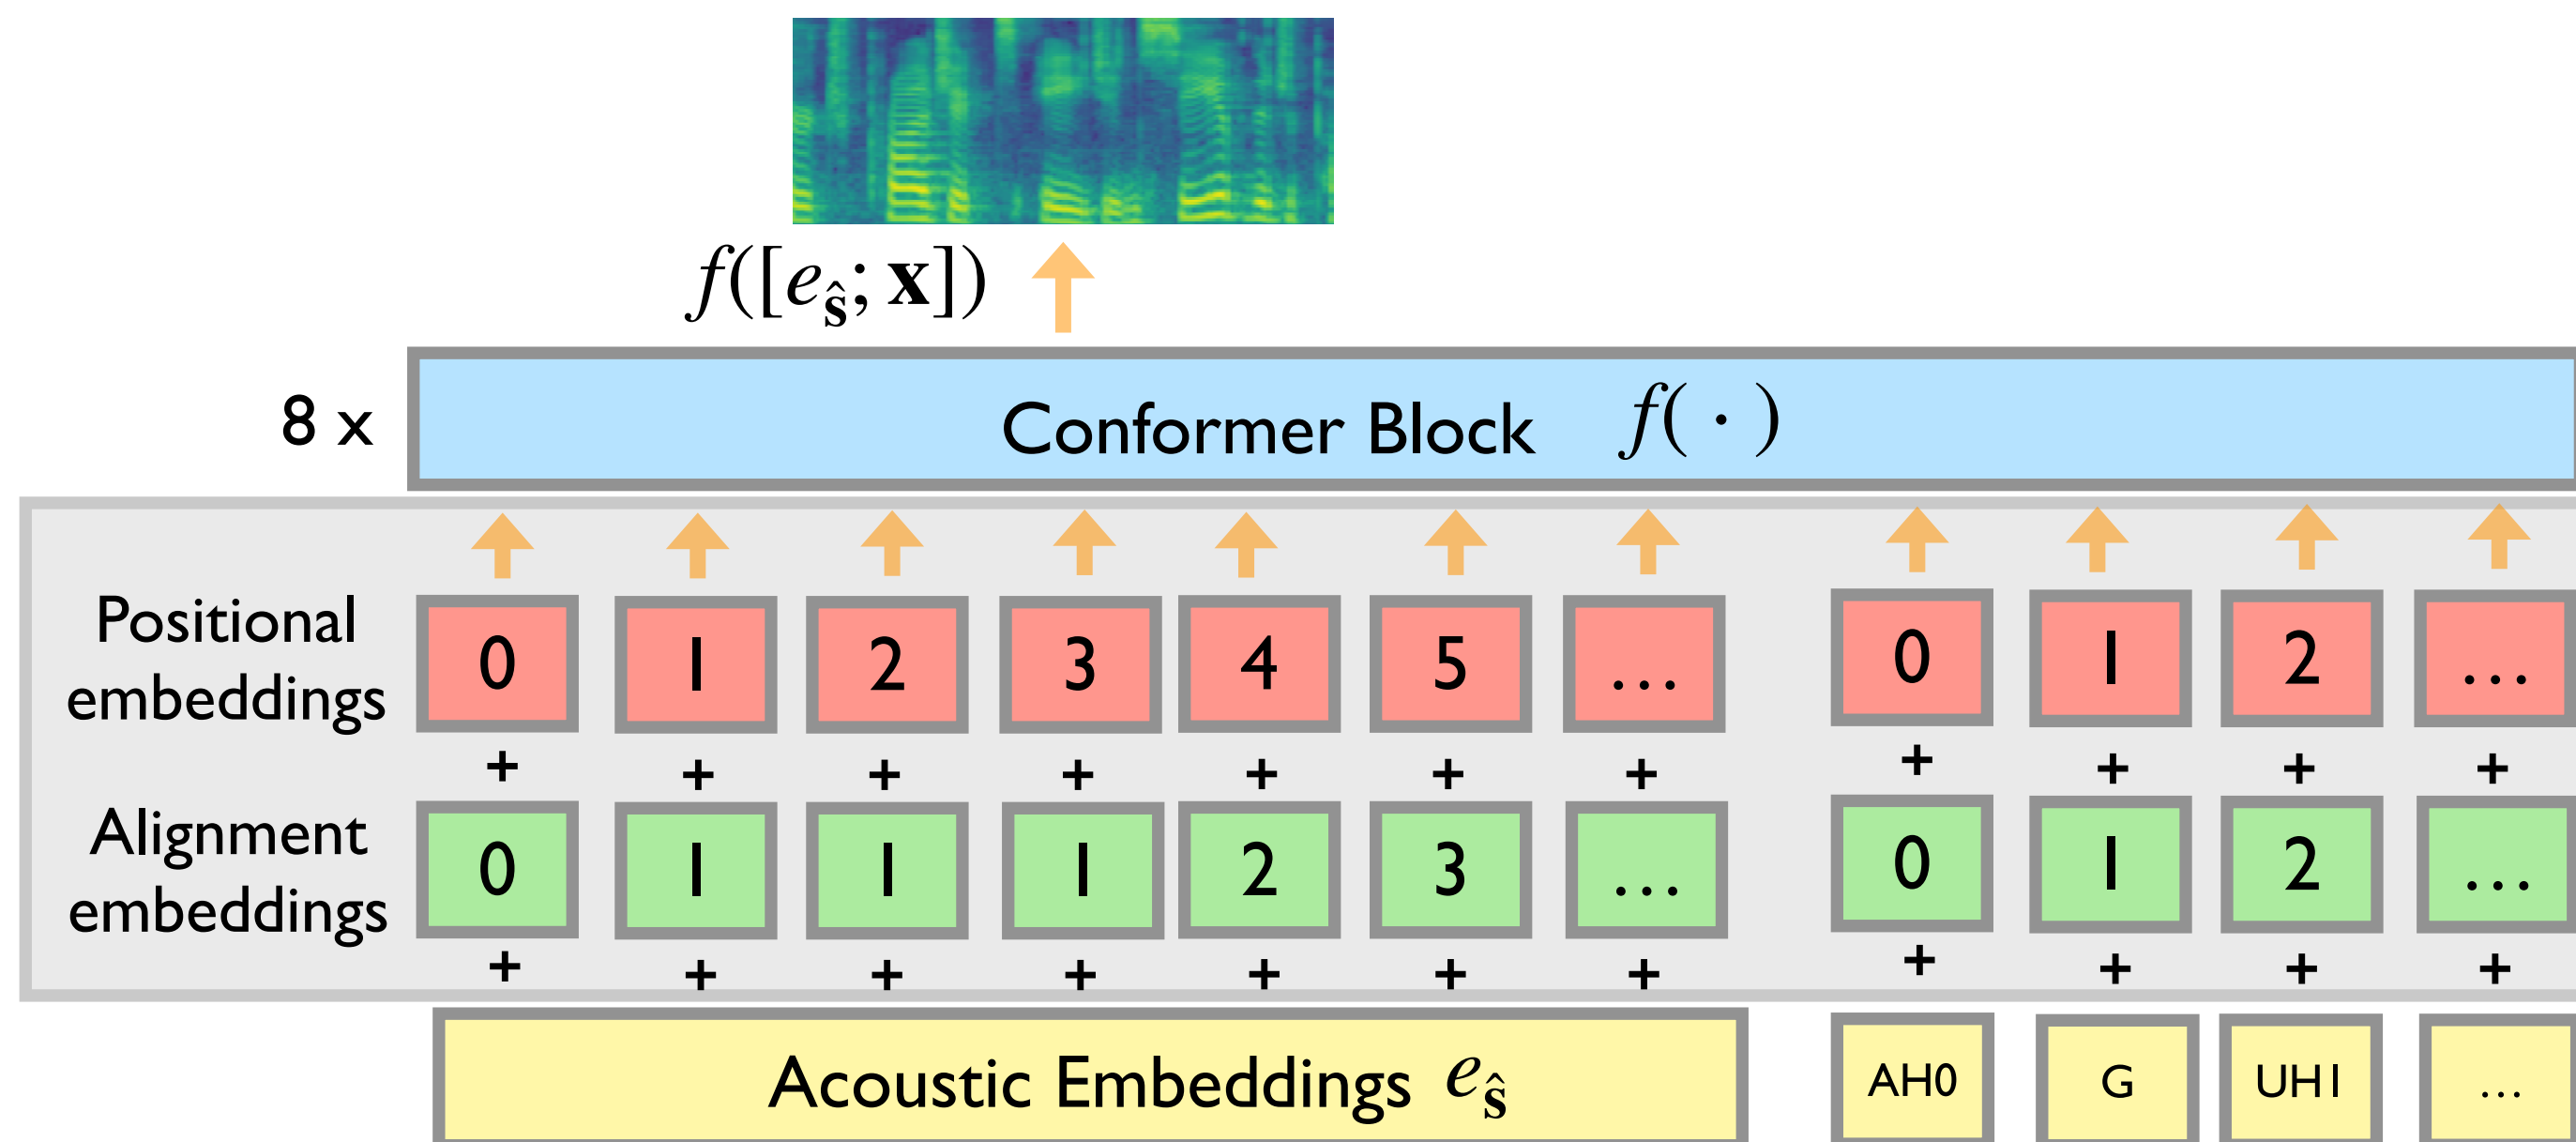 f([e_ŝ; x])
8 x Conformer Block f( · )
Positional embeddings 0 1 2 3 4 5 ... 0 1 2 ...
+ + + + + + + + + + +
Alignment embeddings 0 1 1 1 2 3 ... 0 1 2 ...
+ + + + + + + + + + +
Acoustic Embeddings e_ŝ AH0 G UH1 ...